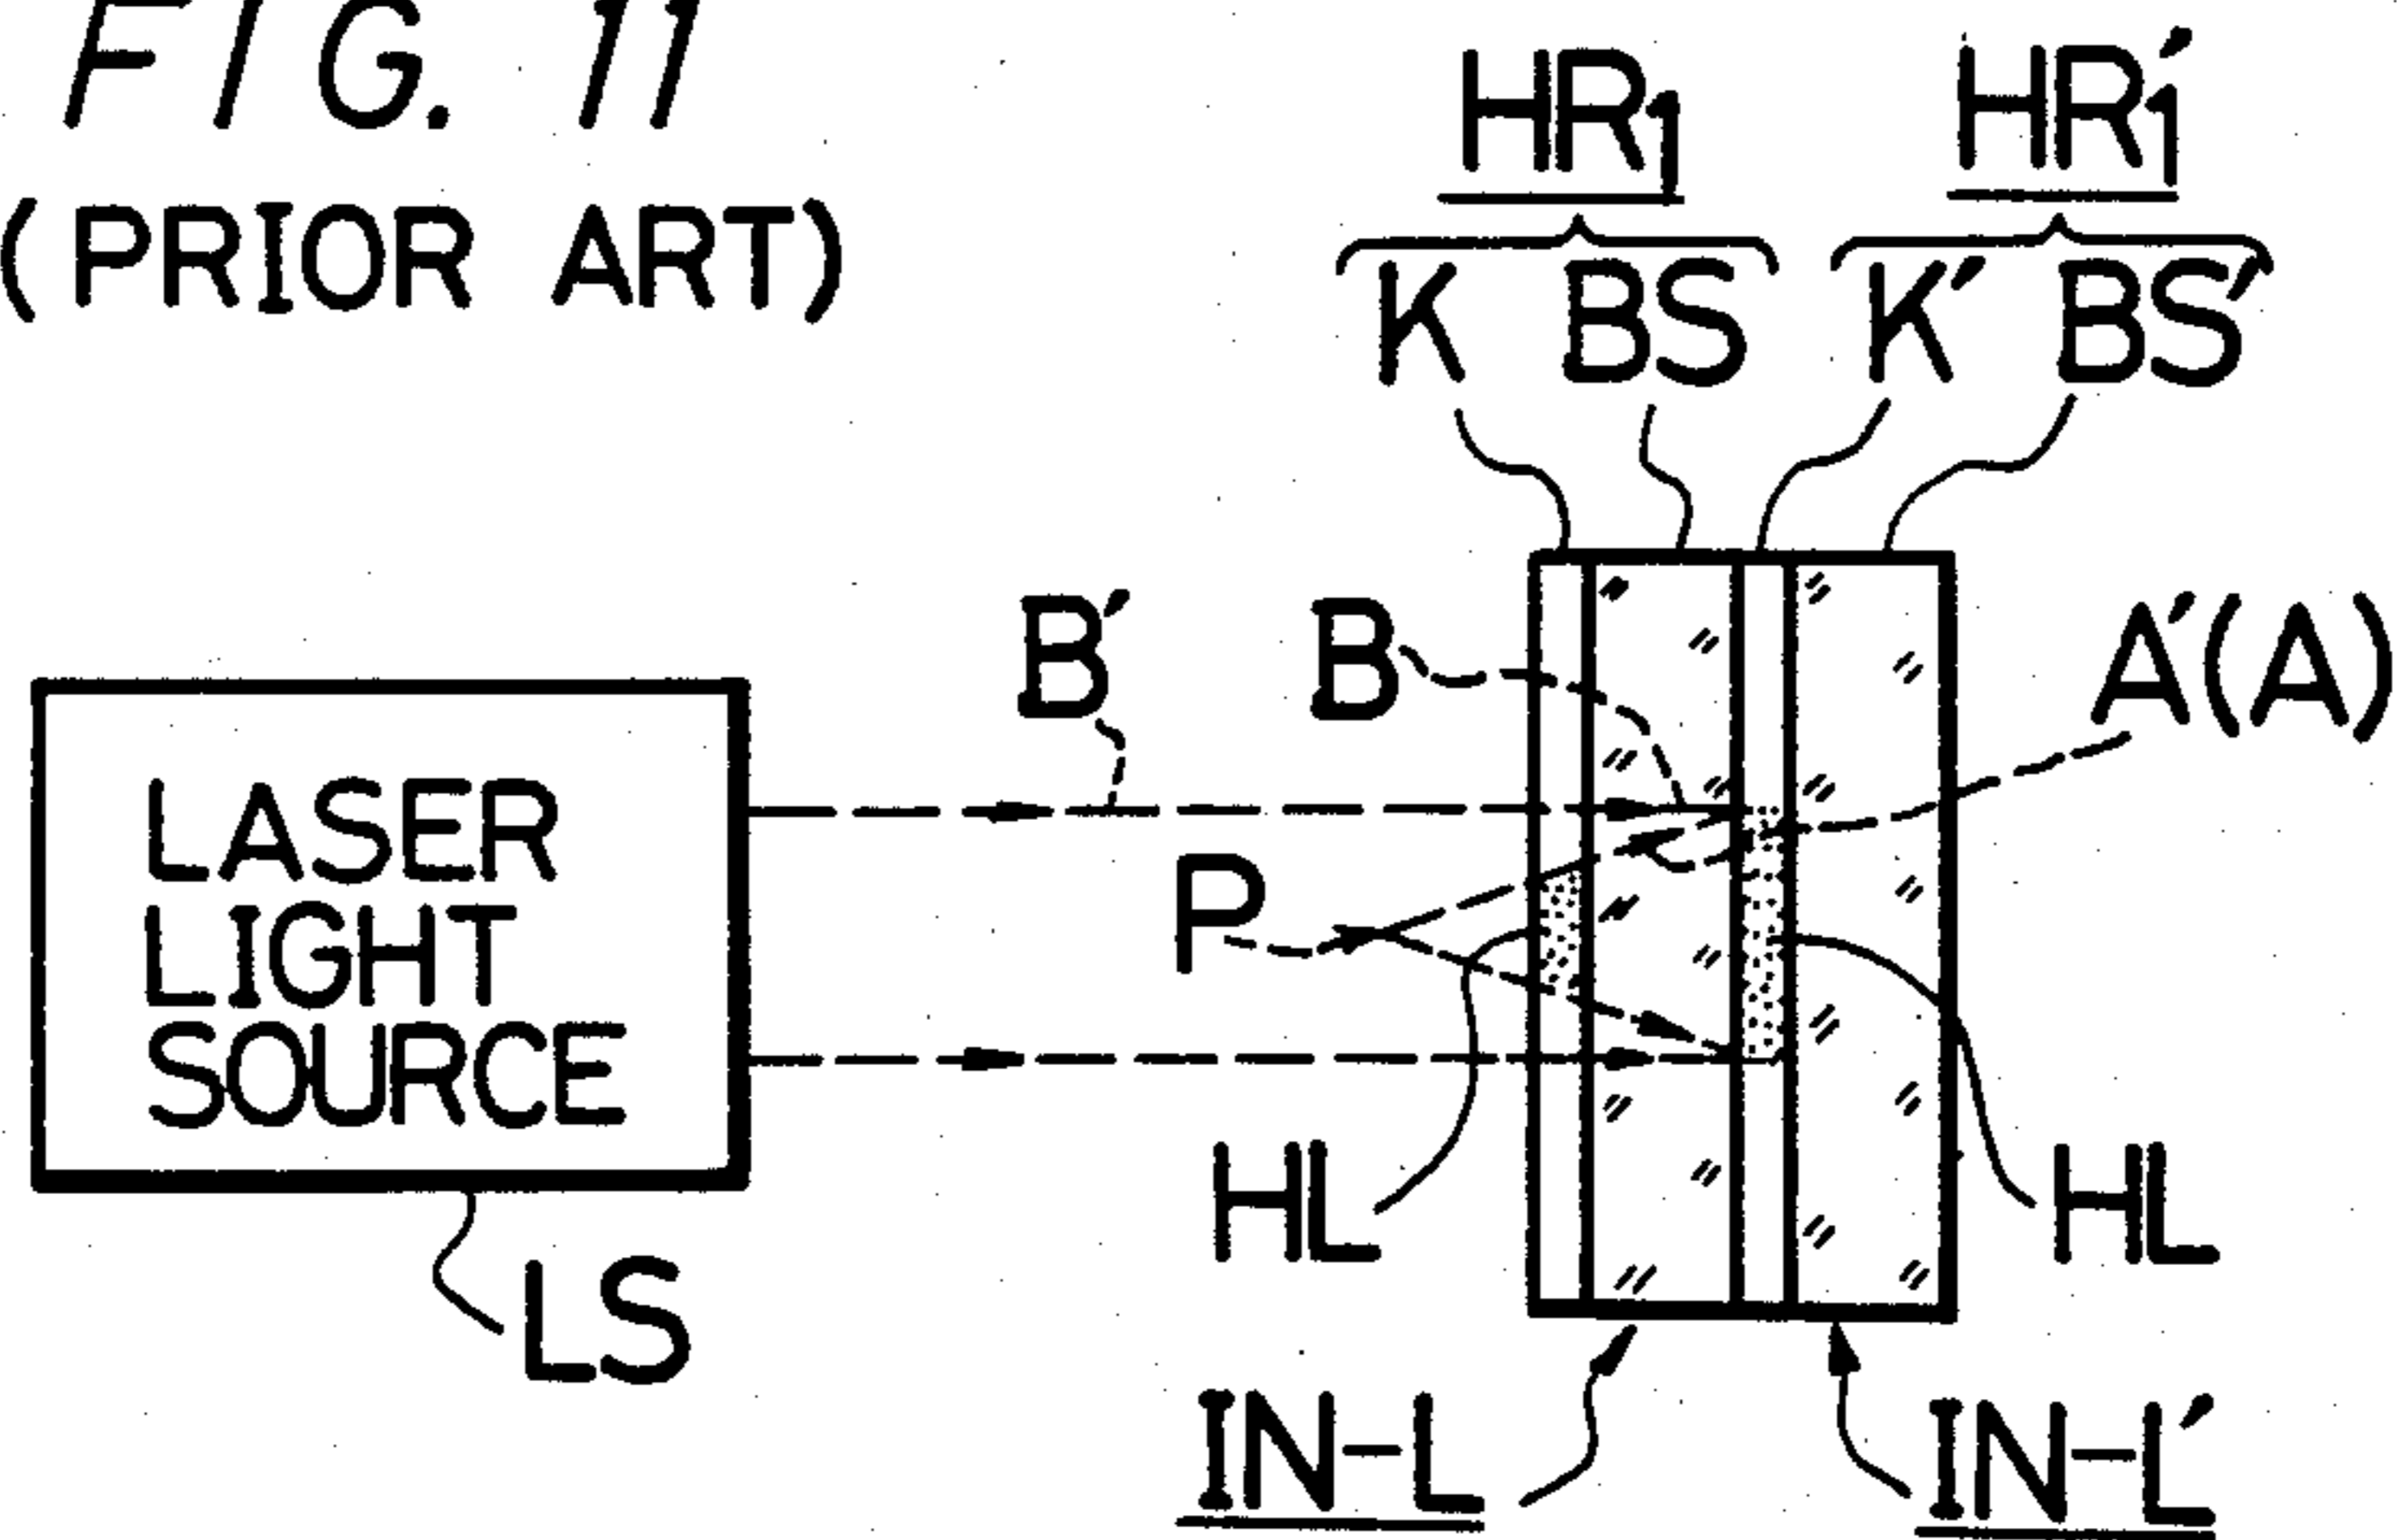 FIG. 11
(PRIOR ART)
HR1 HR1′
K BS K′ BS′
B′ B A′(A)
P
LASER
LIGHT
SOURCE
HL HL
LS
IN-L IN-L′